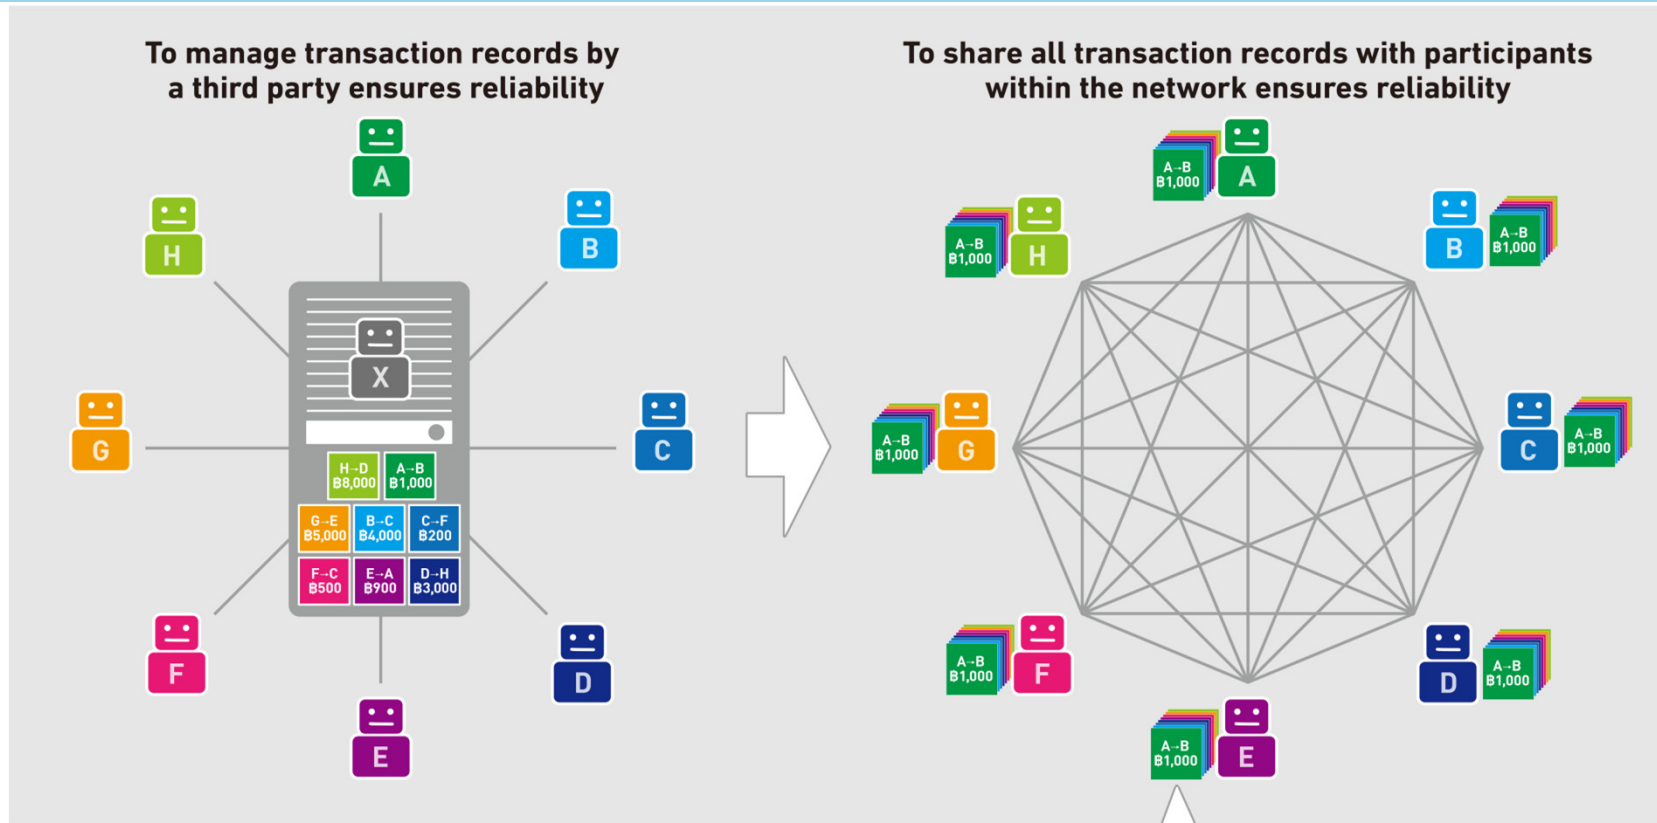 To manage transaction records by
a third party ensures reliability
A
H
B
X
G
C
H→D
฿8,000
A→B
฿1,000
G→E
฿5,000
B→C
฿4,000
C→F
฿200
F→C
฿500
E→A
฿900
D→H
฿3,000
F
D
E
To share all transaction records with participants
within the network ensures reliability
A→B
฿1,000
A
A→B
฿1,000
H
B
A→B
฿1,000
A→B
฿1,000
G
C
A→B
฿1,000
A→B
฿1,000
F
D
A→B
฿1,000
A→B
฿1,000
E